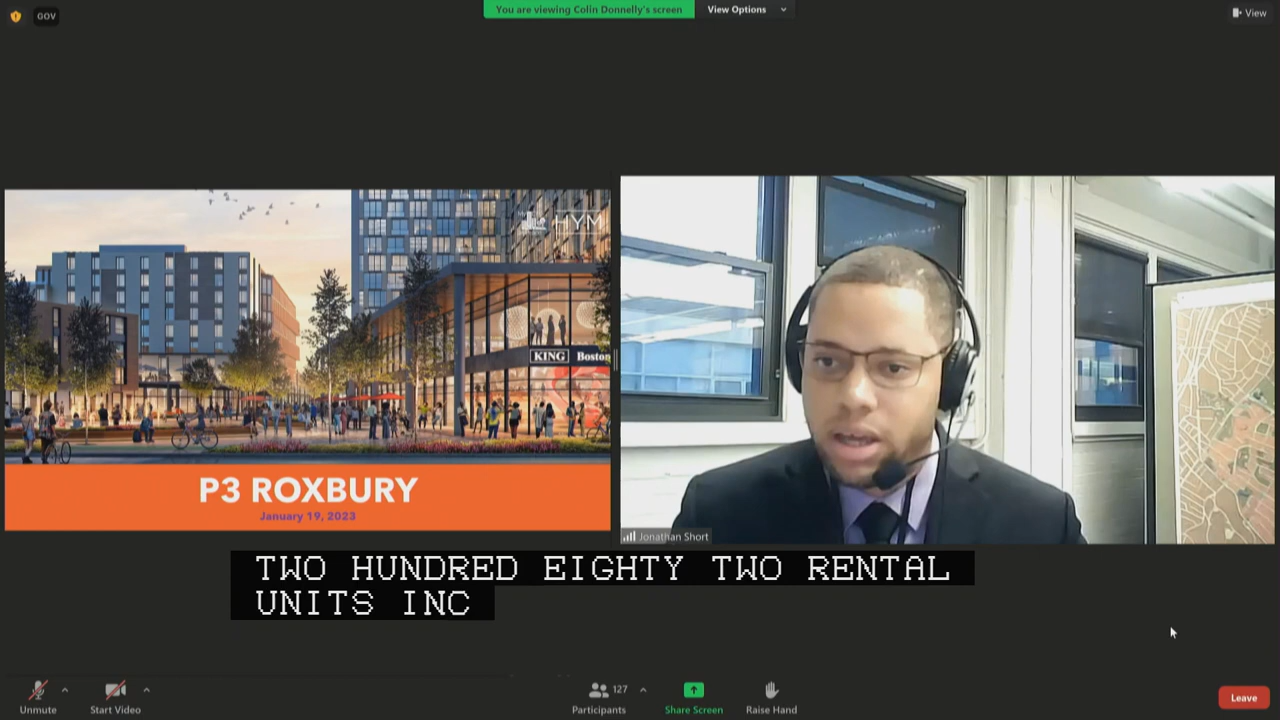 GOV
You are viewing Colin Donnelly's screen
View Options
View
HYM
KING
Boston
P3 ROXBURY
January 19, 2023
Jonathan Short
TWO HUNDRED EIGHTY TWO RENTAL
UNITS INC
Unmute
Start Video
127
Participants
Share Screen
Raise Hand
Leave